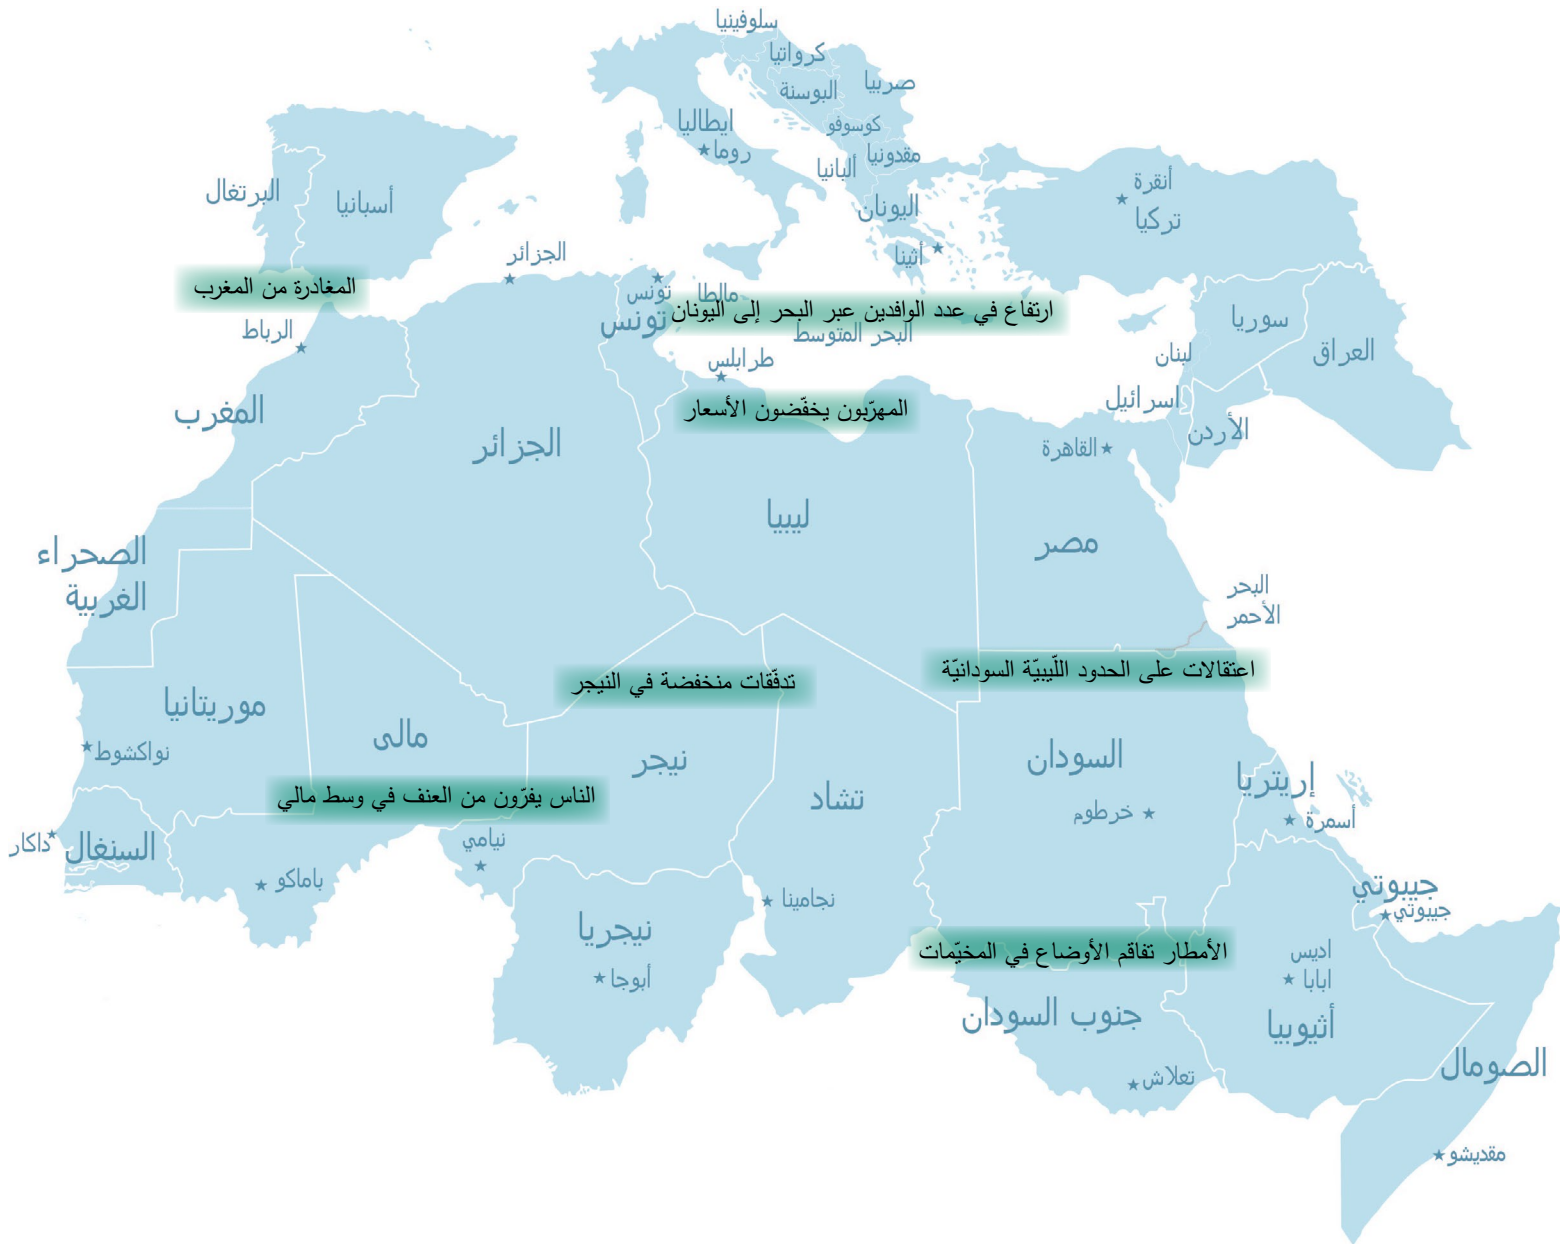 سلوفينيا
كرواتيا
صربيا
البوسنة
ايطاليا
كوسوفو
روما
مقدونيا
ألبانيا
أنقرة
تركيا
البرتغال
أسبانيا
اليونان
أثينا
الجزائر
المغادرة من المغرب
تونس
مالطا
ارتفاع في عدد الوافدين عبر البحر إلى اليونان
تونس
البحر المتوسط
سوريا
الرباط
لبنان
العراق
طرابلس
اسرائيل
المهرّبون يخفّضون الأسعار
المغرب
الأردن
الجزائر
القاهرة
ليبيا
مصر
الصحراء
الغربية
البحر
الأحمر
اعتقالات على الحدود اللّيبيّة السودانيّة
تدفّقات منخفضة في النيجر
موريتانيا
مالى
نواكشوط
نيجر
السودان
إريتريا
الناس يفرّون من العنف في وسط مالي
تشاد
خرطوم
أسمرة
داكار
السنغال
نيامي
باماكو
جيبوتي
جيبوتي
نجامينا
نيجريا
الأمطار تفاقم الأوضاع في المخيّمات
اديس
ابابا
أبوجا
جنوب السودان
أثيوبيا
الصومال
تعلاش
مقديشو